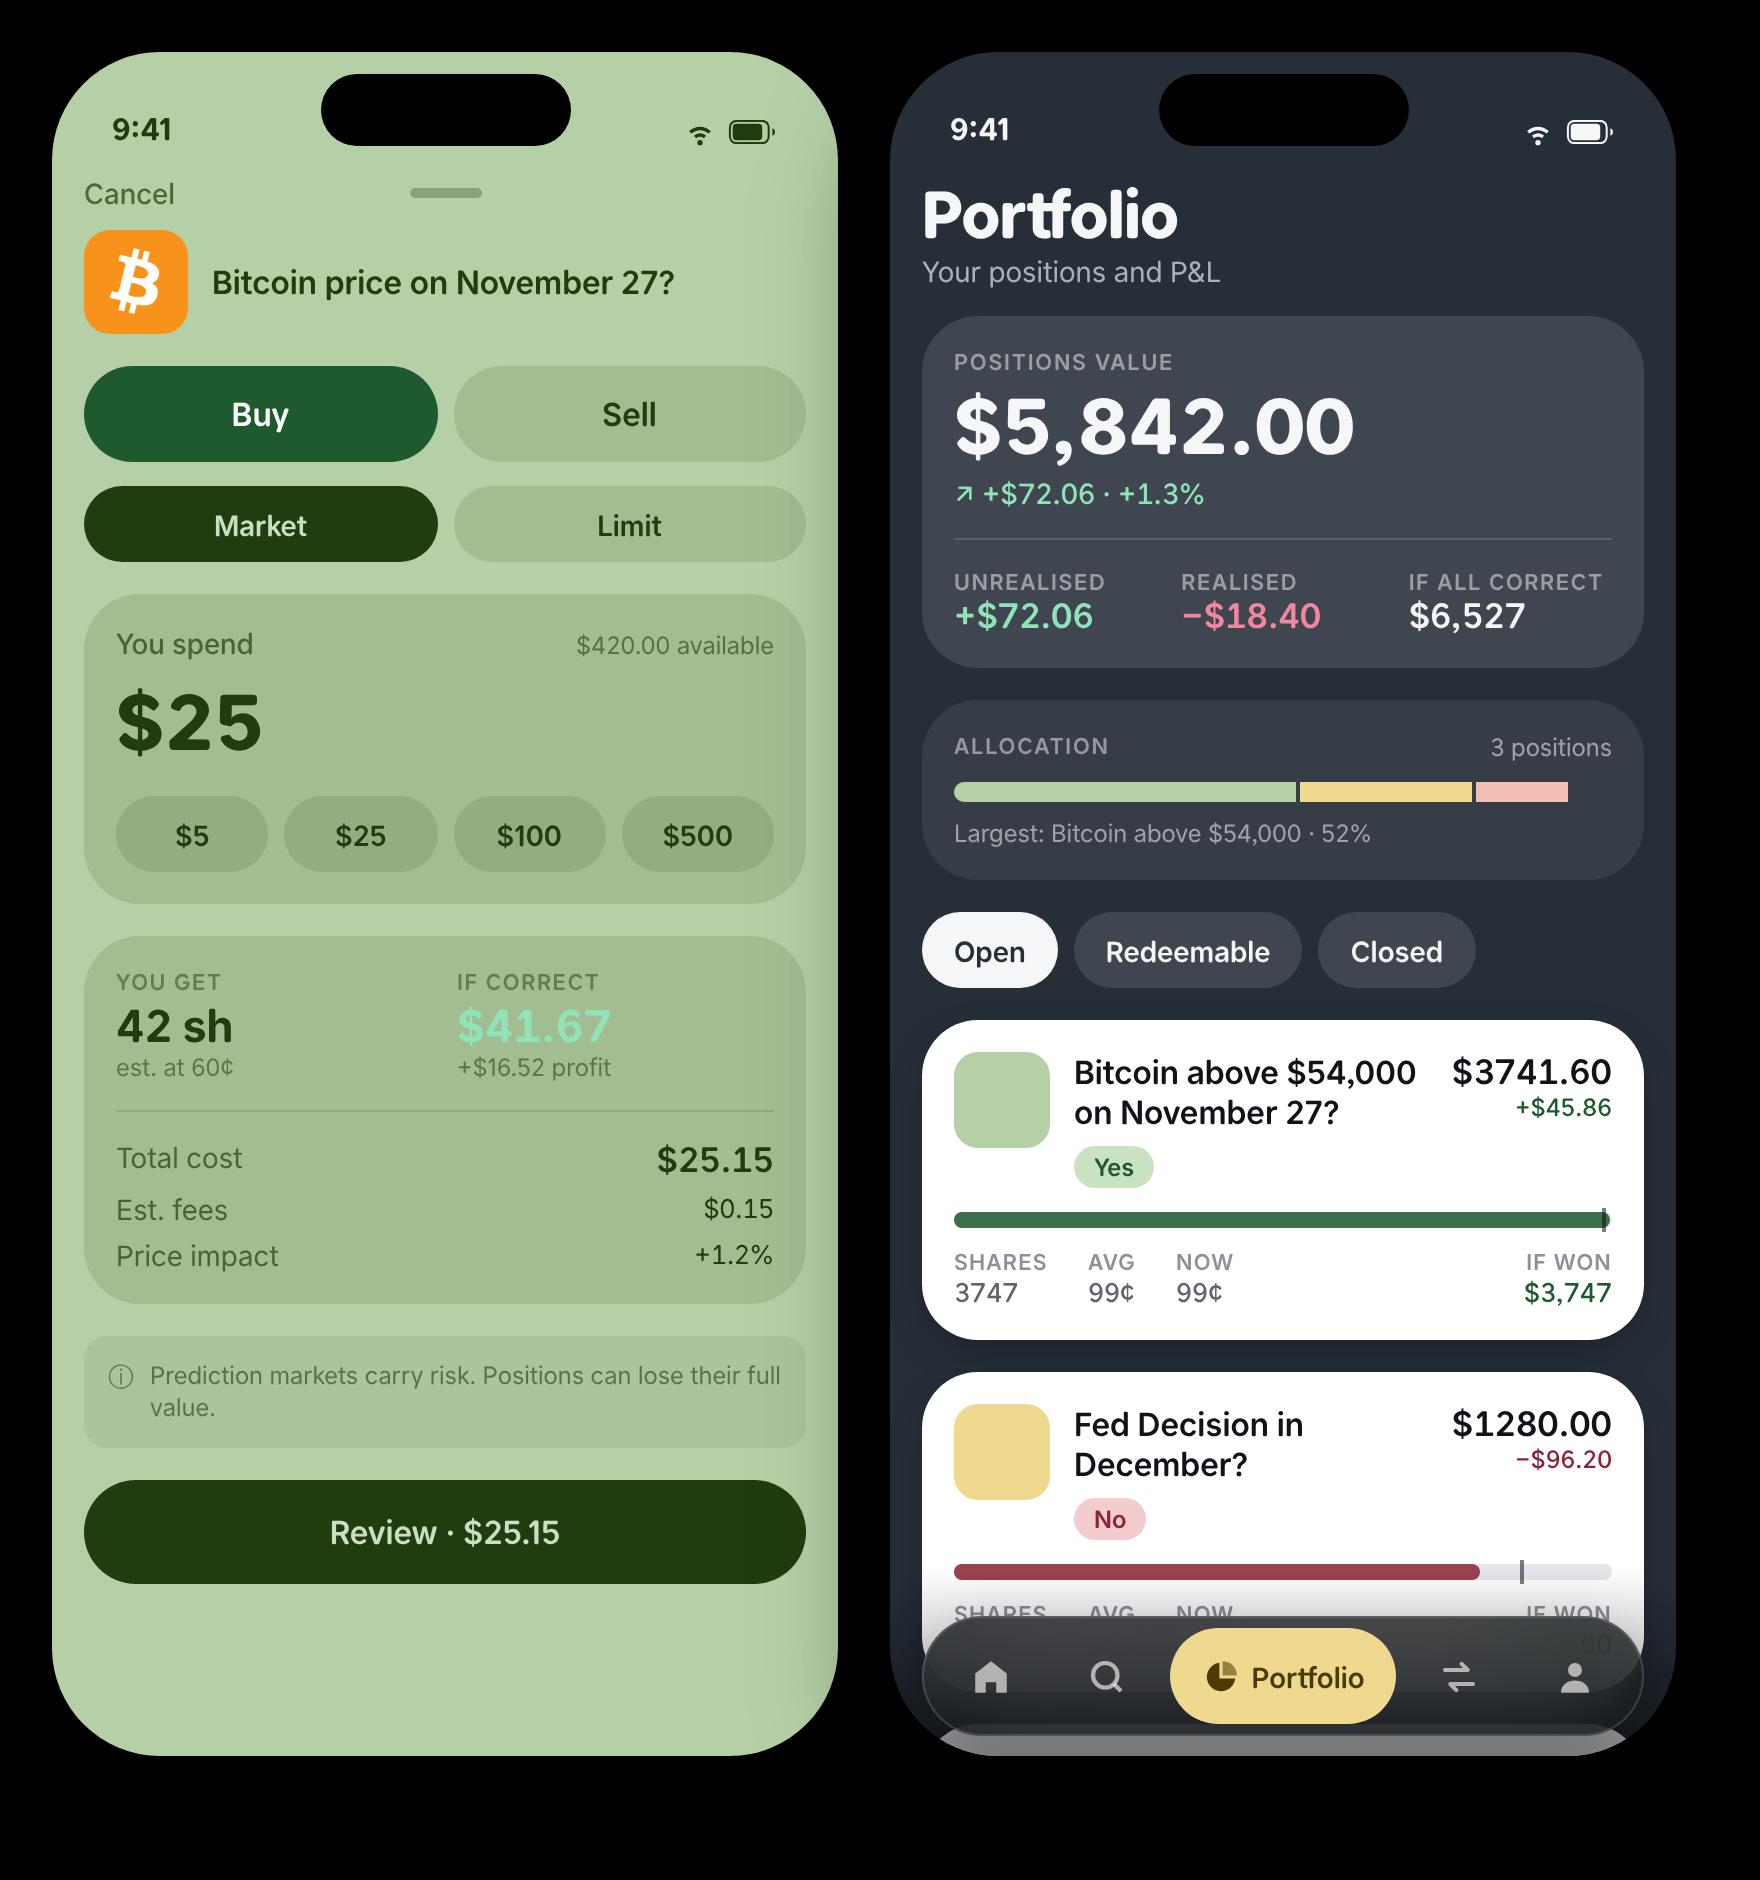 9:41
Cancel
Bitcoin price on November 27?
Buy
Sell
Market
Limit
You spend
$420.00 available
$25
$5
$25
$100
$500
YOU GET
IF CORRECT
42 sh
$41.67
est. at 60¢
+$16.52 profit
Total cost
$25.15
Est. fees
$0.15
Price impact
+1.2%
Prediction markets carry risk. Positions can lose their full
value.
Review · $25.15
9:41
Portfolio
Your positions and P&L
POSITIONS VALUE
$5,842.00
+$72.06 · +1.3%
UNREALISED
REALISED
IF ALL CORRECT
+$72.06
−$18.40
$6,527
ALLOCATION
3 positions
Largest: Bitcoin above $54,000 · 52%
Open
Redeemable
Closed
Bitcoin above $54,000
on November 27?
$3741.60
+$45.86
Yes
SHARES
AVG
NOW
IF WON
3747
99¢
99¢
$3,747
Fed Decision in
December?
$1280.00
−$96.20
No
SHARES
AVG
NOW
IF WON
Portfolio